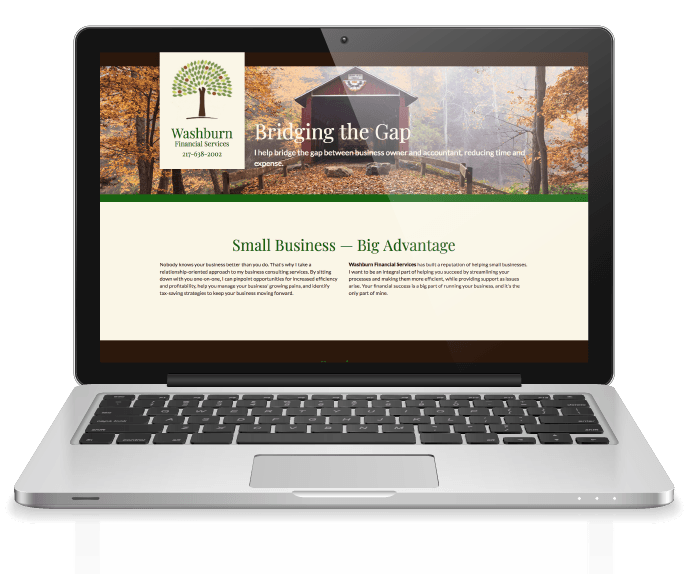 Washburn
Financial Services
217-638-2002
Bridging the Gap
I help bridge the gap between business owner and accountant, reducing time and
expense.
Small Business — Big Advantage
Nobody knows your business better than you do. That's why I take a
relationship-oriented approach to my business consulting services. By sitting
down with you one-on-one, I can pinpoint opportunities for increased efficiency
and profitability, help you manage your business' growing pains, and identify
tax-saving strategies to keep your business moving forward.
Washburn Financial Services has built a reputation of helping small businesses.
I want to be an integral part of helping you succeed by streamlining your
processes and making them more efficient, while providing support as issues
arise. Your financial success is a big part of running your business, and it's the
only part of mine.